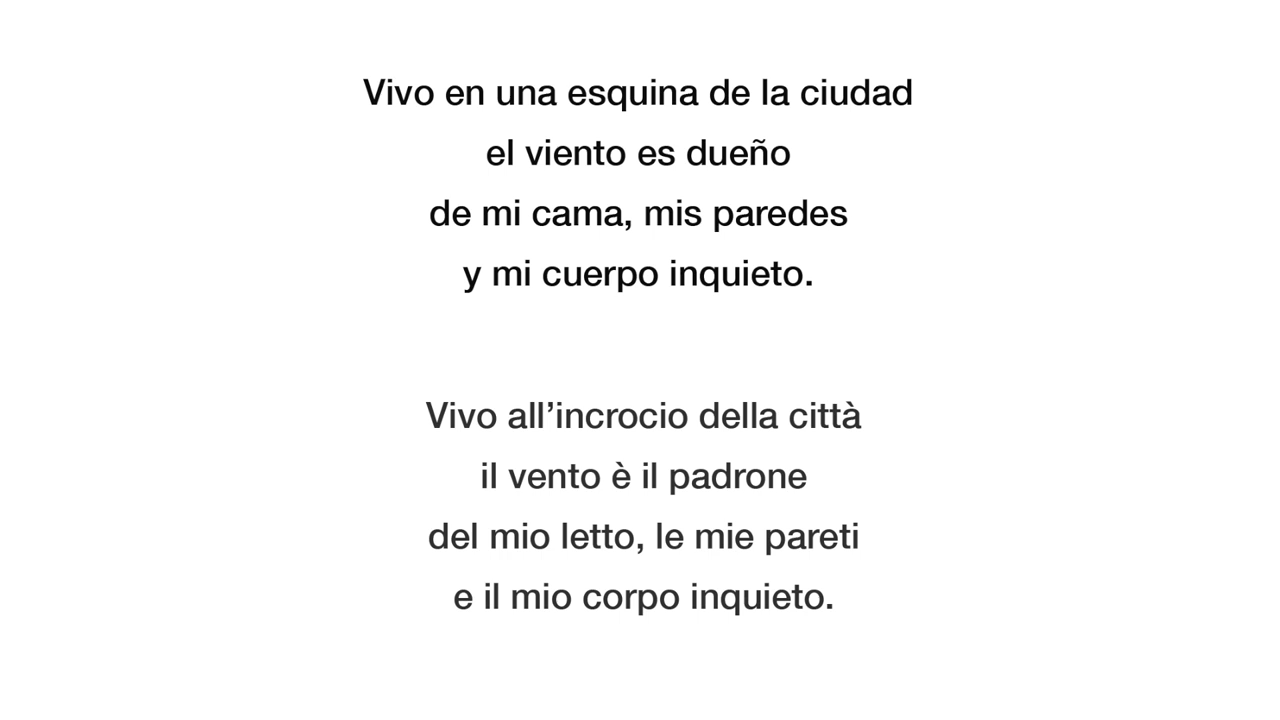 Vivo en una esquina de la ciudad
el viento es dueño
de mi cama, mis paredes
y mi cuerpo inquieto.
Vivo all’incrocio della città
il vento è il padrone
del mio letto, le mie pareti
e il mio corpo inquieto.